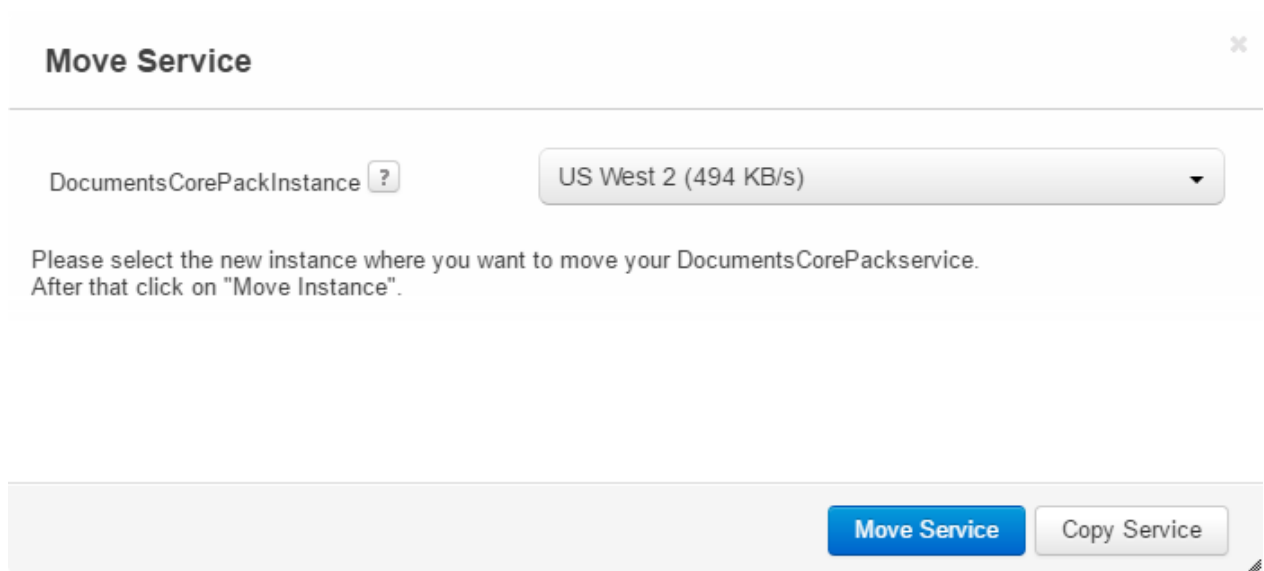 Move Service
DocumentsCorePackInstance ?
US West 2 (494 KB/s)
Please select the new instance where you want to move your DocumentsCorePackservice.
After that click on "Move Instance".
Move Service
Copy Service